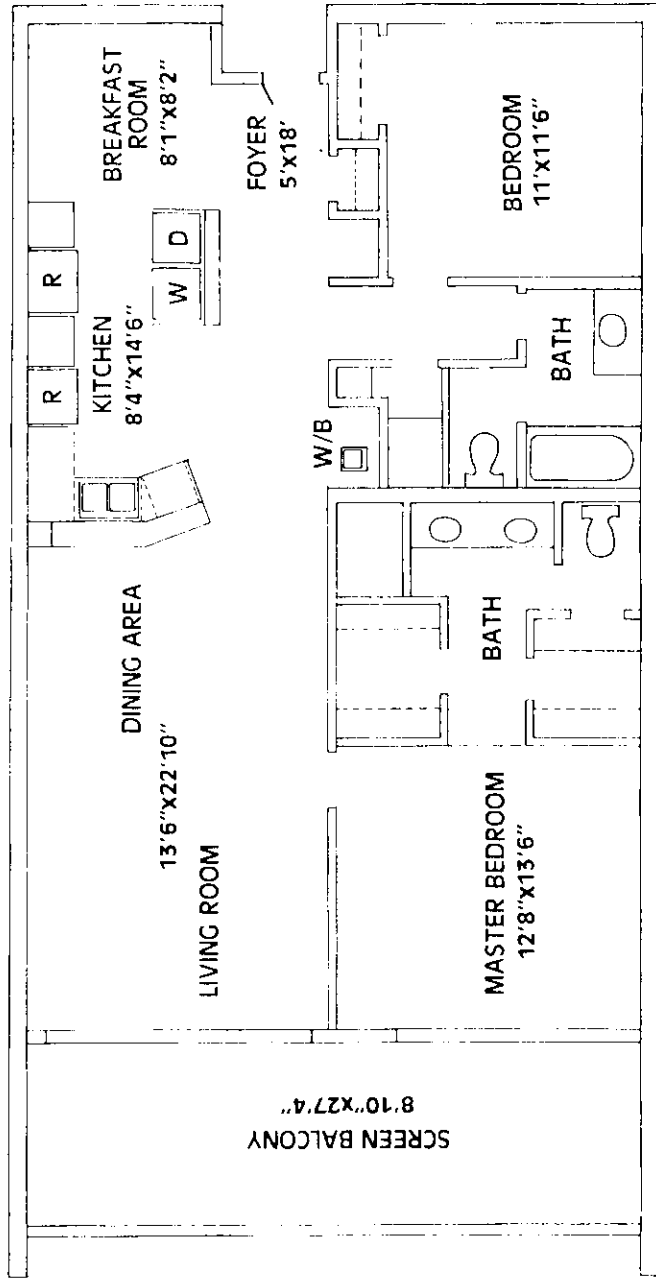 BREAKFAST
ROOM
8'1"x8'2"
FOYER
5'x18'
BEDROOM
11'x11'6"
R
R
D
W
KITCHEN
8'4"x14'6"
W/B
BATH
DINING AREA
13'6"x22'10"
LIVING ROOM
BATH
MASTER BEDROOM
12'8"x13'6"
SCREEN BALCONY
8'10"x27'4"